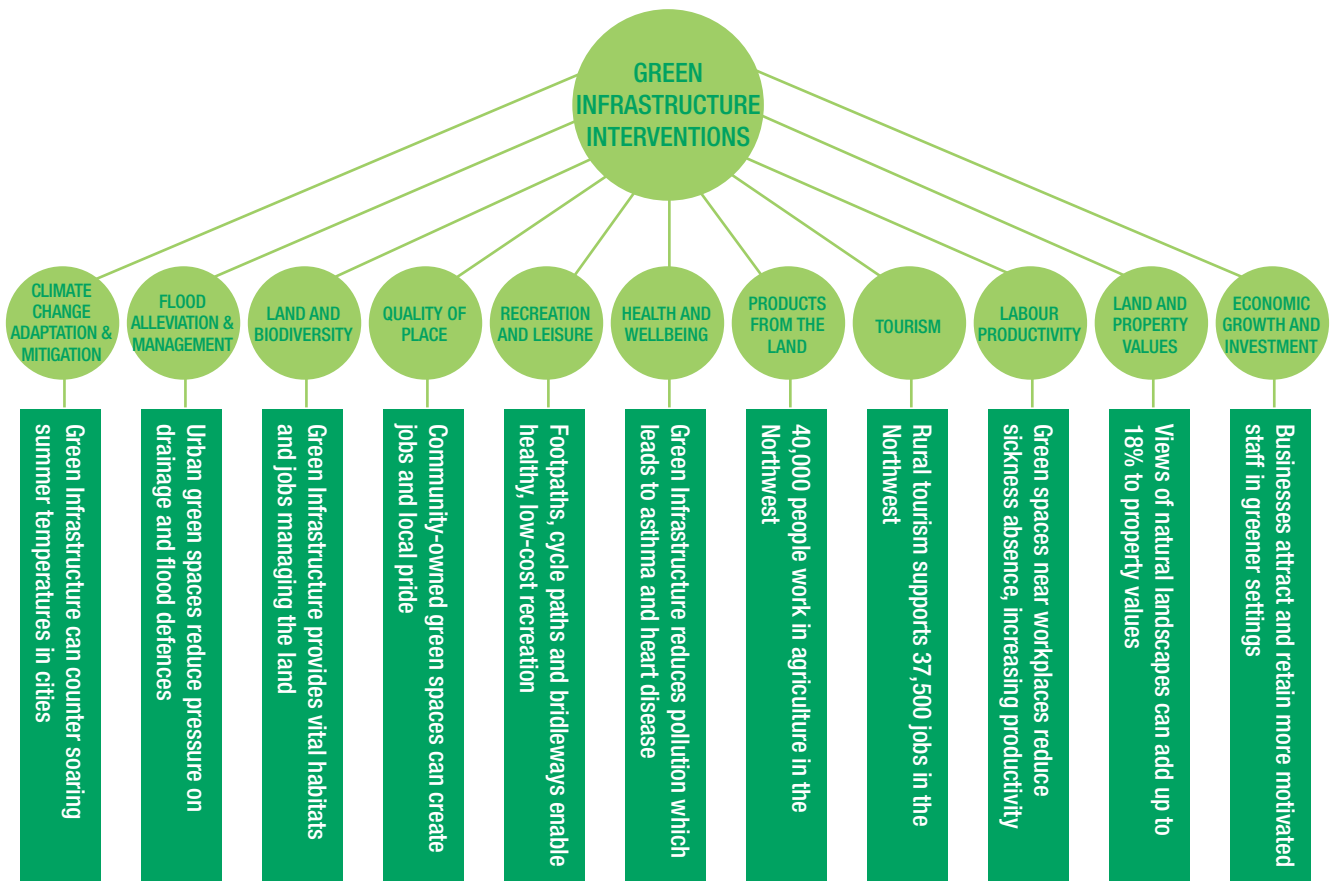 GREEN
INFRASTRUCTURE
INTERVENTIONS
CLIMATE
CHANGE
ADAPTATION &
MITIGATION
FLOOD
ALLEVIATION &
MANAGEMENT
LAND AND
BIODIVERSITY
QUALITY OF
PLACE
RECREATION
AND LEISURE
HEALTH AND
WELLBEING
PRODUCTS
FROM THE
LAND
TOURISM
LABOUR
PRODUCTIVITY
LAND AND
PROPERTY
VALUES
ECONOMIC
GROWTH AND
INVESTMENT
Green Infrastructure can counter soaring
summer temperatures in cities
Urban green spaces reduce pressure on
drainage and flood defences
Green Infrastructure provides vital habitats
and jobs managing the land
Community-owned green spaces can create
jobs and local pride
Footpaths, cycle paths and bridleways enable
healthy, low-cost recreation
Green Infrastructure reduces pollution which
leads to asthma and heart disease
40,000 people work in agriculture in the
Northwest
Rural tourism supports 37,500 jobs in the
Northwest
Green spaces near workplaces reduce
sickness absence, increasing productivity
Views of natural landscapes can add up to
18% to property values
Businesses attract and retain more motivated
staff in greener settings